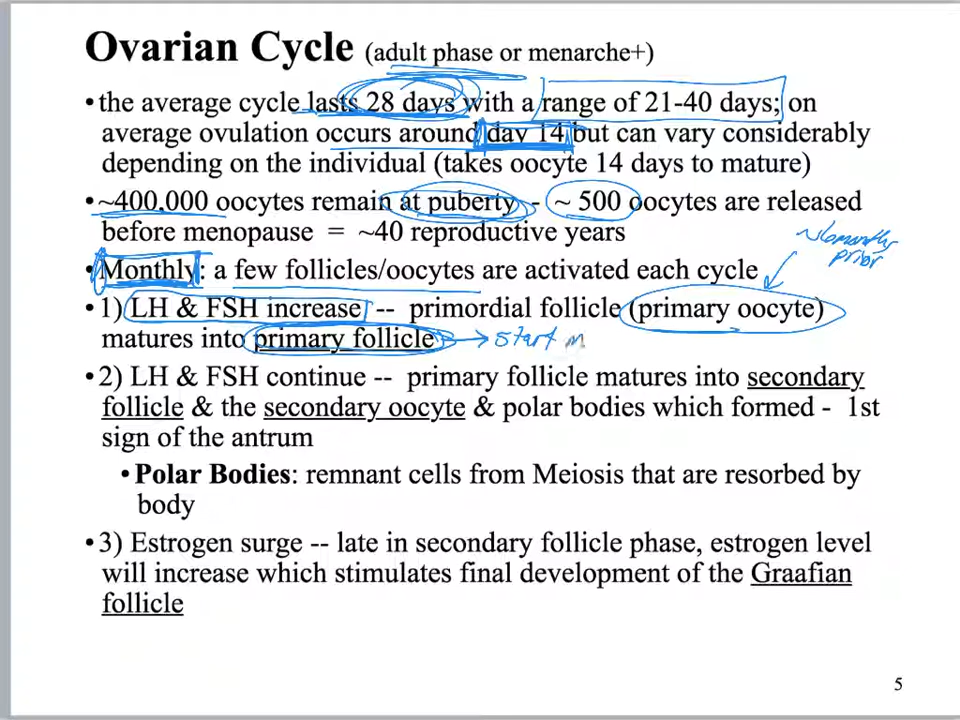 Ovarian Cycle (adult phase or menarche+)
•the average cycle lasts 28 days with a range of 21-40 days; on
average ovulation occurs around day 14 but can vary considerably
depending on the individual (takes oocyte 14 days to mature)
•~400,000 oocytes remain at puberty - ~ 500 oocytes are released
before menopause = ~40 reproductive years
~6months
prior
•Monthly: a few follicles/oocytes are activated each cycle
•1) LH & FSH increase -- primordial follicle (primary oocyte)
matures into primary follicle → start m
•2) LH & FSH continue -- primary follicle matures into secondary
follicle & the secondary oocyte & polar bodies which formed - 1st
sign of the antrum
•Polar Bodies: remnant cells from Meiosis that are resorbed by
body
•3) Estrogen surge -- late in secondary follicle phase, estrogen level
will increase which stimulates final development of the Graafian
follicle
5